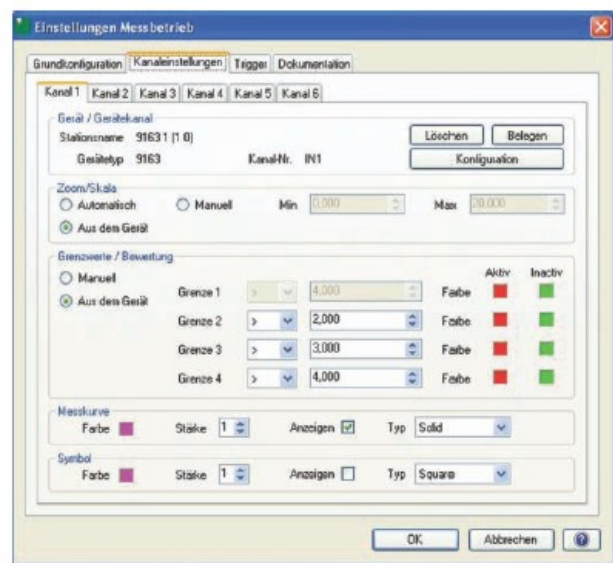 Einstellungen Messbetrieb
Grundkonfiguration Kanaleinstellungen Trigger Dokumentation
Kanal 1 Kanal 2 Kanal 3 Kanal 4 Kanal 5 Kanal 6
Gerät / Gerätekanal
Stationsname 91631 (1 0) Löschen Belegen
Gerätetyp 9163 Kanal-Nr. IN1 Konfiguration
Zoom/Skala
Automatisch Manuell Min 0,000 Max 20,000
Aus dem Gerät
Grenzwerte / Bewertung
Manuell Aktiv Inactiv
Aus dem Gerät Grenze 1 > 4,000 Farbe
Grenze 2 > 2,000 Farbe
Grenze 3 > 3,000 Farbe
Grenze 4 > 4,000 Farbe
Messkurve
Farbe Stärke 1 Anzeigen Typ Solid
Symbol
Farbe Stärke 1 Anzeigen Typ Square
OK Abbrechen ?